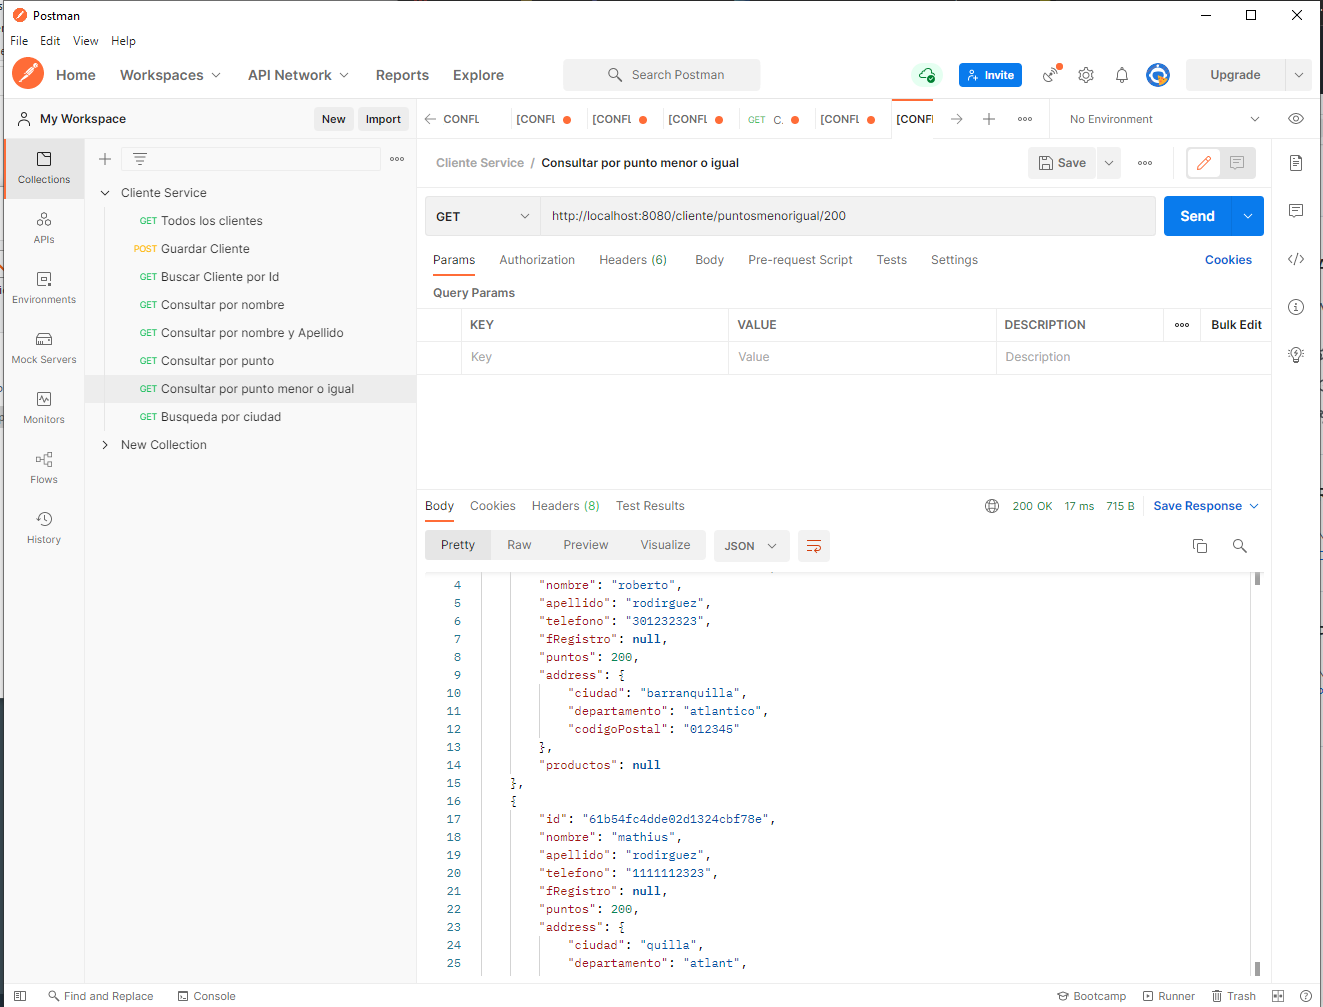 Postman
File Edit View Help
Home Workspaces API Network Reports Explore Search Postman Invite Upgrade
My Workspace New Import CONFL [CONFL [CONFL [CONFL GET C. [CONFL [CONFL No Environment
Collections
APIs
Environments
Mock Servers
Monitors
Flows
History
Cliente Service
GET Todos los clientes
POST Guardar Cliente
GET Buscar Cliente por Id
GET Consultar por nombre
GET Consultar por nombre y Apellido
GET Consultar por punto
GET Consultar por punto menor o igual
GET Busqueda por ciudad
New Collection
Cliente Service / Consultar por punto menor o igual Save
GET http://localhost:8080/cliente/puntosmenorigual/200 Send
Params Authorization Headers (6) Body Pre-request Script Tests Settings Cookies
Query Params
KEY VALUE DESCRIPTION Bulk Edit
Key Value Description
Body Cookies Headers (8) Test Results 200 OK 17 ms 715 B Save Response
Pretty Raw Preview Visualize JSON
4 "nombre": "roberto",
5 "apellido": "rodirguez",
6 "telefono": "301232323",
7 "fRegistro": null,
8 "puntos": 200,
9 "address": {
10 "ciudad": "barranquilla",
11 "departamento": "atlantico",
12 "codigoPostal": "012345"
13 },
14 "productos": null
15 },
16 {
17 "id": "61b54fc4dde02d1324cbf78e",
18 "nombre": "mathius",
19 "apellido": "rodirguez",
20 "telefono": "1111112323",
21 "fRegistro": null,
22 "puntos": 200,
23 "address": {
24 "ciudad": "quilla",
25 "departamento": "atlant",
Find and Replace Console Bootcamp Runner Trash